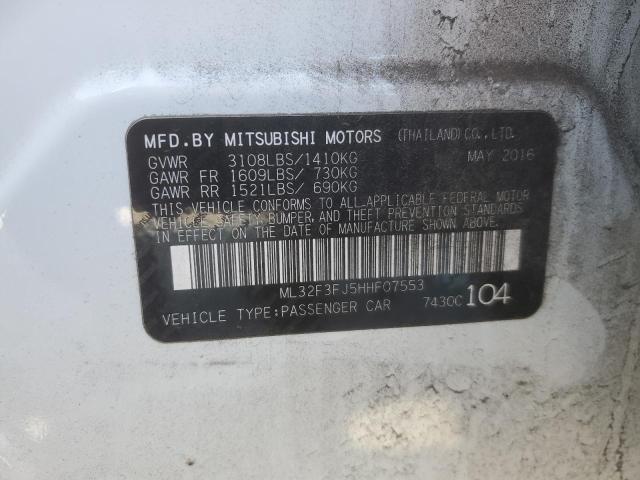 MFD.BY MITSUBISHI MOTORS (THAILAND)CO.,LTD.
GVWR 3108LBS/1410KG MAY 2016
GAWR FR 1609LBS/ 730KG
GAWR RR 1521LBS/ 690KG
THIS VEHICLE CONFORMS TO ALL APPLICABLE FEDERAL MOTOR
VEHICLE SAFETY, BUMPER, AND THEFT PREVENTION STANDARDS
IN EFFECT ON THE DATE OF MANUFACTURE SHOWN ABOVE.
ML32F3FJ5HHF07553
VEHICLE TYPE:PASSENGER CAR 7430C 104